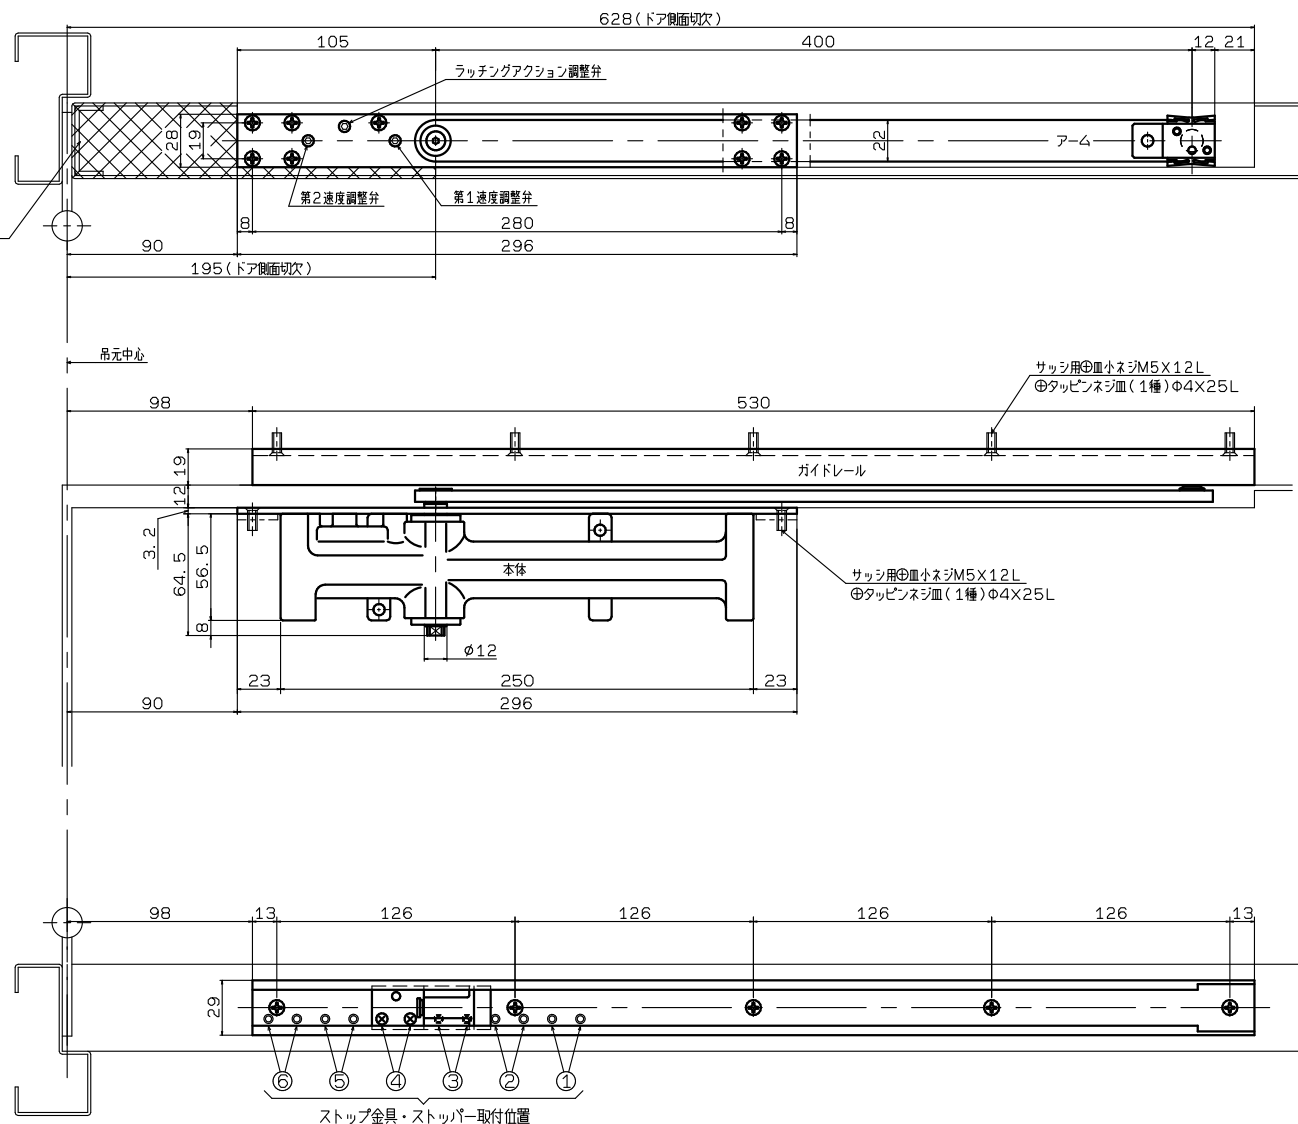 628(ドア側面切欠)
105
400
12
21
ラッチングアクション調整弁
28
19
22
アーム
第2速度調整弁
第1速度調整弁
8
280
8
90
296
195(ドア側面切欠)
吊元中心
サッシ用⊕皿小ネジM5X12L
⊕タッピンネジ皿(1種)Φ4X25L
98
530
19
ガイドレール
12
3.2
64.5
56.5
本体
サッシ用⊕皿小ネジM5X12L
⊕タッピンネジ皿(1種)Φ4X25L
8
φ12
23
250
23
90
296
98
13
126
126
126
126
13
29
⑥ ⑤ ④ ③ ② ①
ストップ金具・ストッパー取付位置